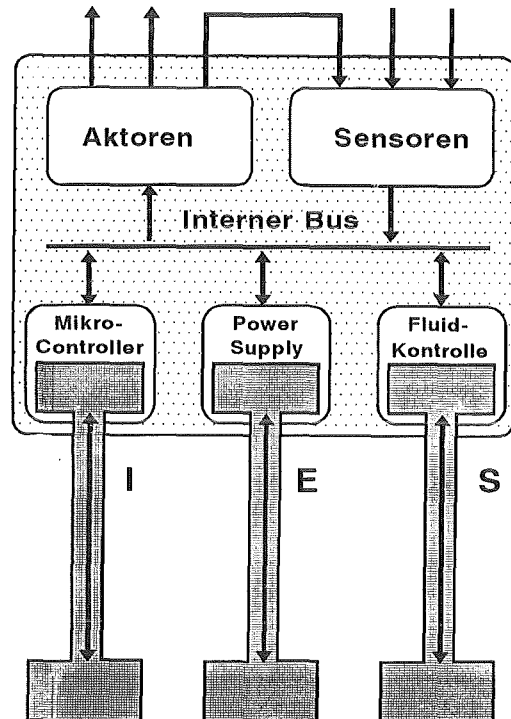 Aktoren
Sensoren
Interner Bus
Mikro-
Controller
Power
Supply
Fluid-
Kontrolle
I
E
S